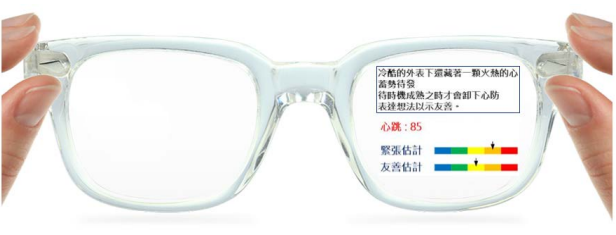 冷酷的外表下還藏著一顆火熱的心
蓄勢待發
待時機成熟之時才會卸下心防
表達想法以示友善。
心跳：85
緊張估計
友善估計